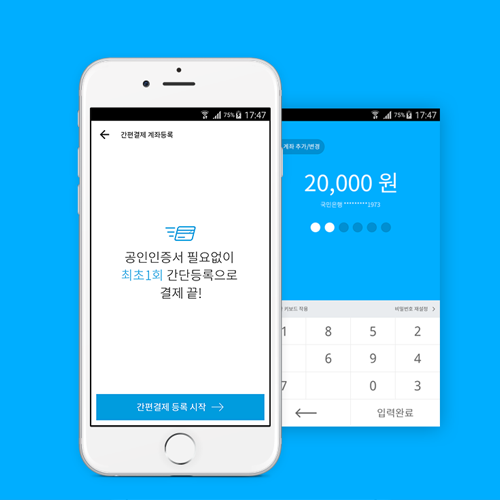 75% 17:47
간편결제 계좌등록
공인인증서 필요없이
최초1회 간단등록으로
결제 끝!
간편결제 등록 시작
75% 17:47
계좌 추가/변경
20,000 원
국민은행 *********1973
키보드 작동 비밀번호 재설정
1 8 5 2
6 9 4
7 0 3
입력완료